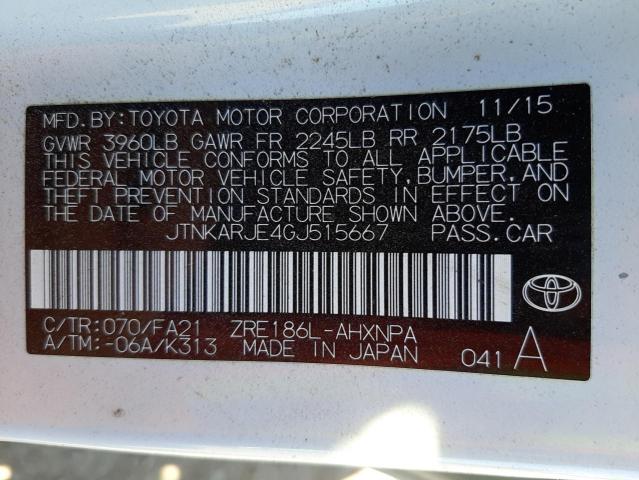 MFD. BY: TOYOTA MOTOR CORPORATION 11/15
GVWR 3960LB GAWR FR 2245LB RR 2175LB
THIS VEHICLE CONFORMS TO ALL APPLICABLE
FEDERAL MOTOR VEHICLE SAFETY, BUMPER, AND
THEFT PREVENTION STANDARDS IN EFFECT ON
THE DATE OF MANUFACTURE SHOWN ABOVE.
JTNKARJE4GJ515667 PASS. CAR
C/TR: 070/FA21 ZRE186L-AHXNPA
A/TM: -06A/K313 MADE IN JAPAN 041 A